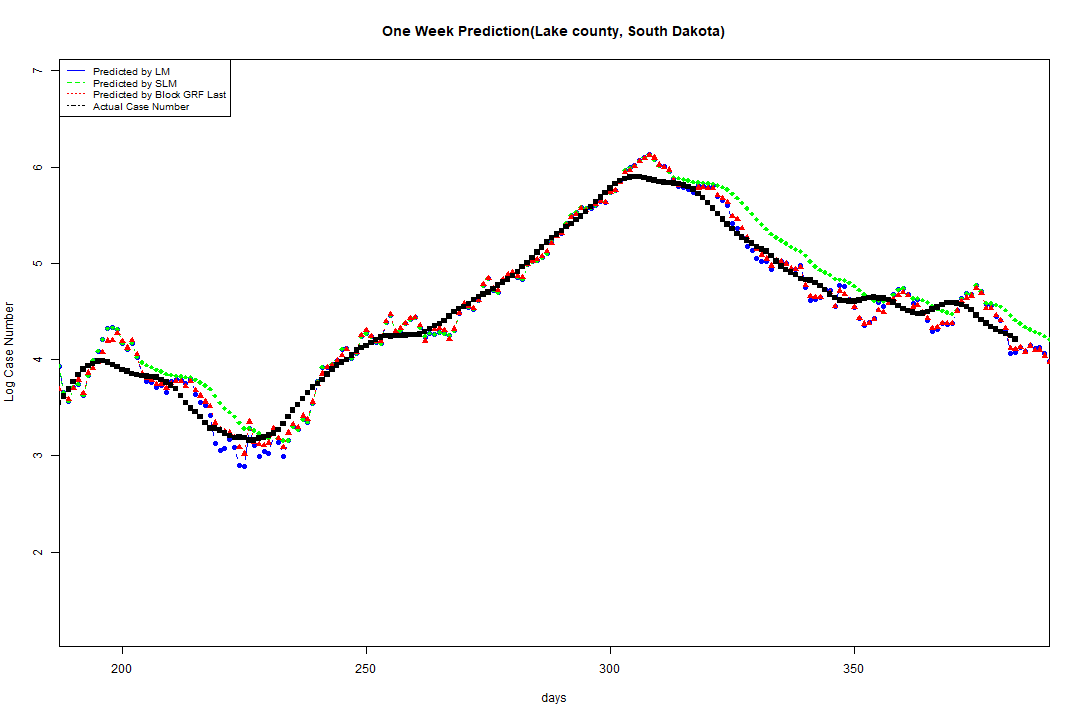 One Week Prediction(Lake county, South Dakota)
Predicted by LM
Predicted by SLM
Predicted by Block GRF Last
Actual Case Number
7
6
5
4
3
2
Log Case Number
200
250
300
350
days